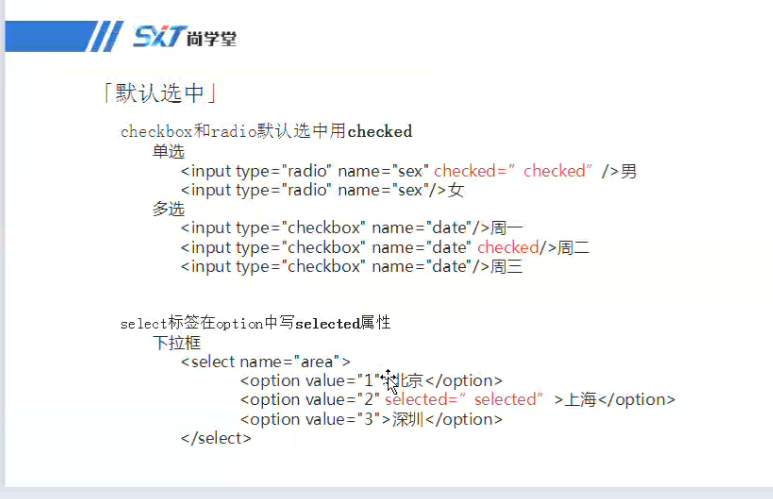 SXT 尚学堂
「默认选中」
checkbox和radio默认选中用checked
单选
<input type="radio" name="sex" checked=”checked”/>男
<input type="radio" name="sex"/>女
多选
<input type="checkbox" name="date"/>周一
<input type="checkbox" name="date" checked/>周二
<input type="checkbox" name="date"/>周三
select标签在option中写selected属性
下拉框
<select name="area">
<option value="1">北京</option>
<option value="2" selected=”selected”>上海</option>
<option value="3">深圳</option>
</select>